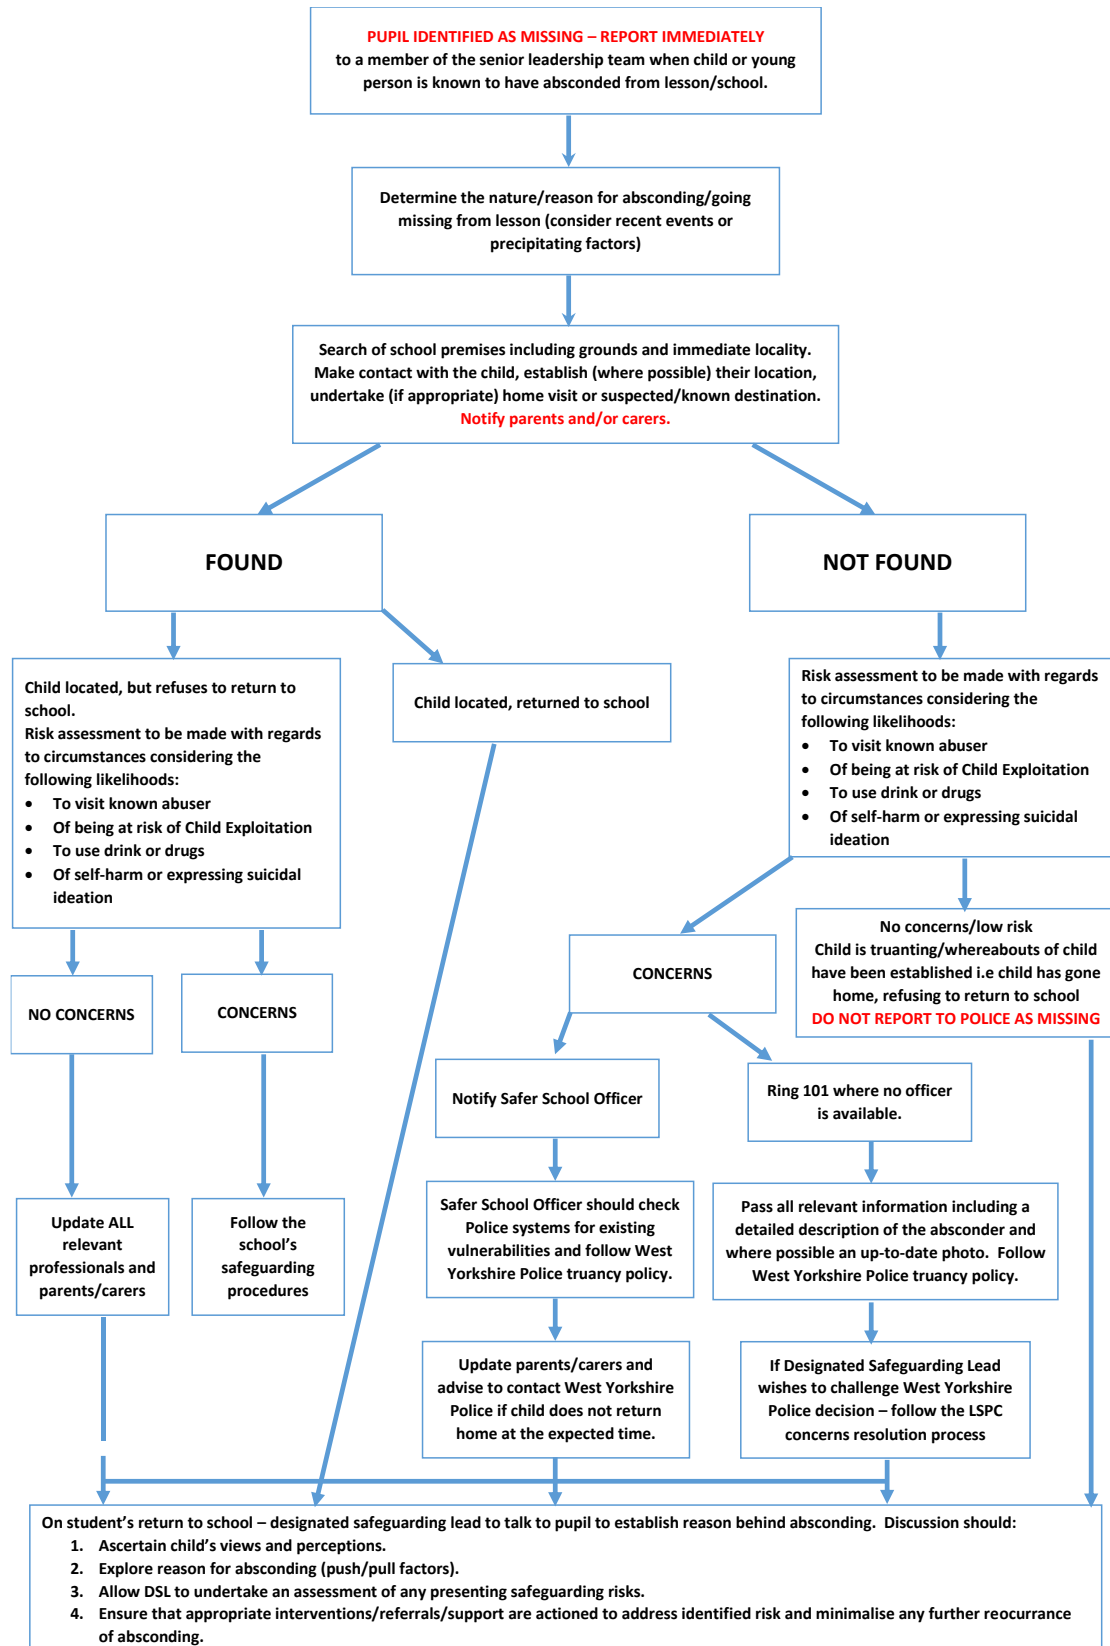 PUPIL IDENTIFIED AS MISSING – REPORT IMMEDIATELY
to a member of the senior leadership team when child or young
person is known to have absconded from lesson/school.
Determine the nature/reason for absconding/going
missing from lesson (consider recent events or
precipitating factors)
Search of school premises including grounds and immediate locality.
Make contact with the child, establish (where possible) their location,
undertake (if appropriate) home visit or suspected/known destination.
Notify parents and/or carers.
FOUND
NOT FOUND
Child located, but refuses to return to
school.
Risk assessment to be made with regards
to circumstances considering the
following likelihoods:
• To visit known abuser
• Of being at risk of Child Exploitation
• To use drink or drugs
• Of self-harm or expressing suicidal
ideation
Child located, returned to school
Risk assessment to be made with regards
to circumstances considering the
following likelihoods:
• To visit known abuser
• Of being at risk of Child Exploitation
• To use drink or drugs
• Of self-harm or expressing suicidal
ideation
NO CONCERNS
CONCERNS
CONCERNS
No concerns/low risk
Child is truanting/whereabouts of child
have been established i.e child has gone
home, refusing to return to school
DO NOT REPORT TO POLICE AS MISSING
Notify Safer School Officer
Ring 101 where no officer
is available.
Update ALL
relevant
professionals and
parents/carers
Follow the
school's
safeguarding
procedures
Safer School Officer should check
Police systems for existing
vulnerabilities and follow West
Yorkshire Police truancy policy.
Pass all relevant information including a
detailed description of the absconder and
where possible an up-to-date photo.  Follow
West Yorkshire Police truancy policy.
Update parents/carers and
advise to contact West Yorkshire
Police if child does not return
home at the expected time.
If Designated Safeguarding Lead
wishes to challenge West Yorkshire
Police decision – follow the LSPC
concerns resolution process
On student's return to school – designated safeguarding lead to talk to pupil to establish reason behind absconding.  Discussion should:
1. Ascertain child's views and perceptions.
2. Explore reason for absconding (push/pull factors).
3. Allow DSL to undertake an assessment of any presenting safeguarding risks.
4. Ensure that appropriate interventions/referrals/support are actioned to address identified risk and minimalise any further reocurrance
of absconding.